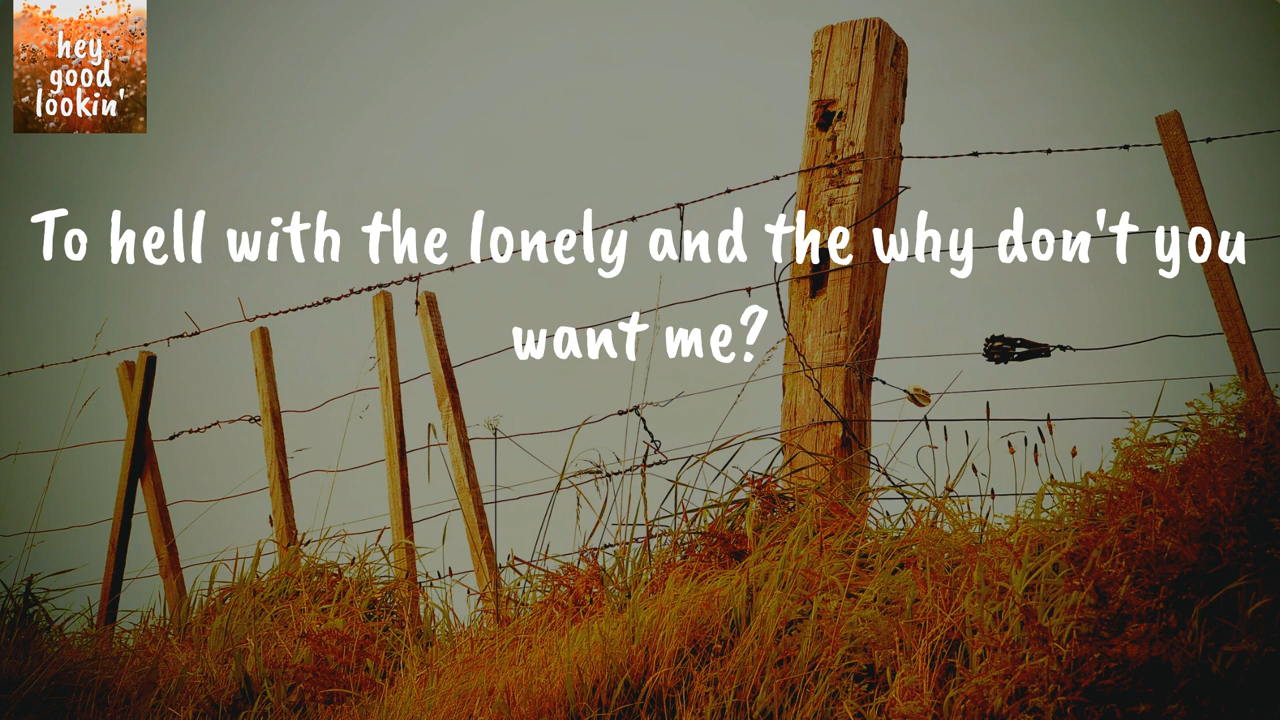 hey
good
lookin'
To hell with the lonely and the why don't you
want me?